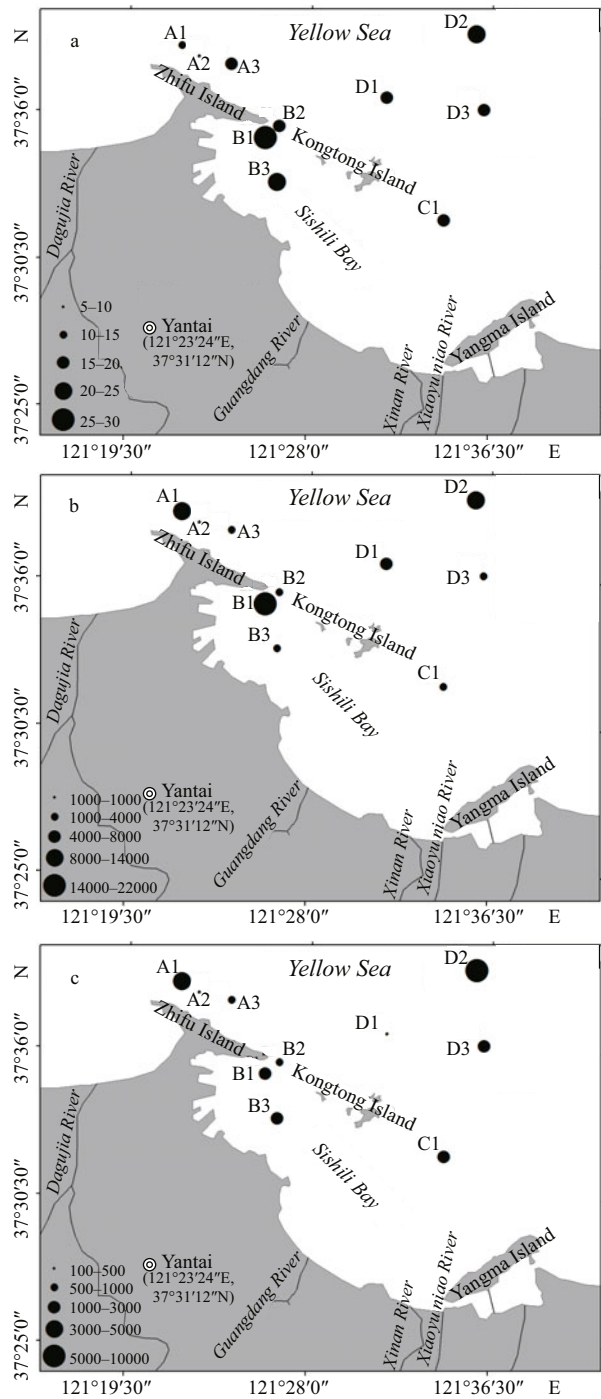 a
Yellow Sea
N
D2
A1
A2
A3
Zhifu Island
D1
D3
B2
B1
Kongtong Island
B3
C1
Sishili Bay
37°36′0″
37°30′30″
37°25′0″
Dagujia River
5–10
10–15
15–20
20–25
25–30
Yantai
(121°23′24″E,
37°31′12″N)
Guangdang River
Xinan River
Xiaoyuniao River
Yangma Island
121°19′30″
121°28′0″
121°36′30″
E
b
Yellow Sea
N
D2
A1
A2
A3
Zhifu Island
D1
D3
B2
B1
Kongtong Island
B3
C1
Sishili Bay
37°36′0″
37°30′30″
37°25′0″
Dagujia River
1000–1000
1000–4000
4000–8000
8000–14000
14000–22000
Yantai
(121°23′24″E,
37°31′12″N)
Guangdang River
Xinan River
Xiaoyuniao River
Yangma Island
121°19′30″
121°28′0″
121°36′30″
E
c
Yellow Sea
N
D2
A1
A2
A3
Zhifu Island
D1
D3
B2
B1
Kongtong Island
B3
C1
Sishili Bay
37°36′0″
37°30′30″
37°25′0″
Dagujia River
100–500
500–1000
1000–3000
3000–5000
5000–10000
Yantai
(121°23′24″E,
37°31′12″N)
Guangdang River
Xinan River
Xiaoyuniao River
Yangma Island
121°19′30″
121°28′0″
121°36′30″
E